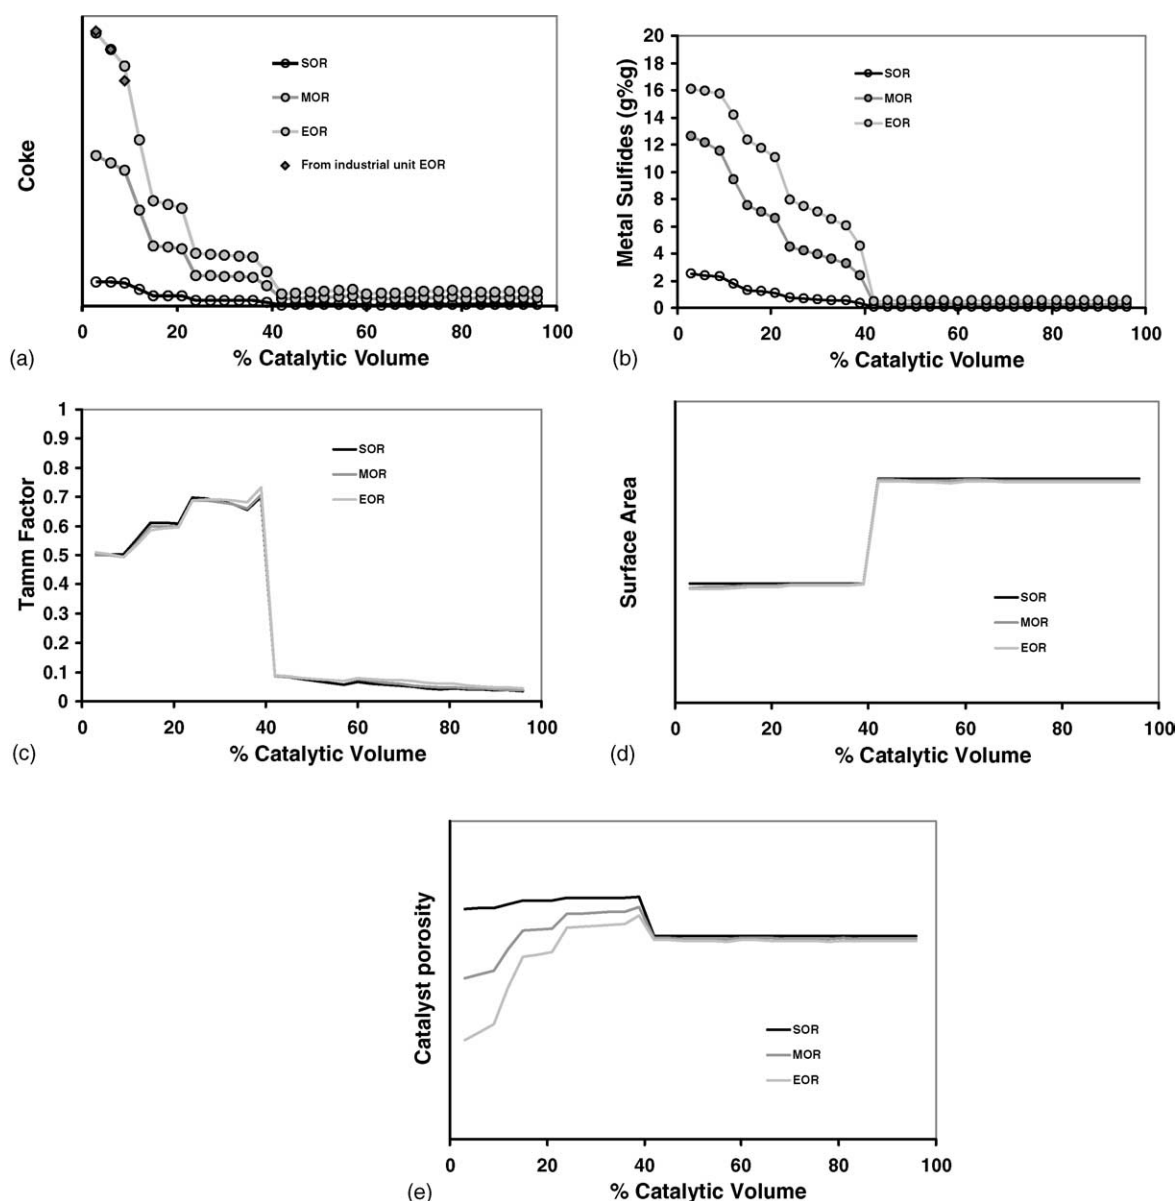 Coke
SOR
MOR
EOR
From industrial unit EOR
0 20 40 60 80 100
% Catalytic Volume
(a)
Metal Sulfides (g%g)
20
18
16
14
12
10
8
6
4
2
0
SOR
MOR
EOR
0 20 40 60 80 100
% Catalytic Volume
(b)
Tamm Factor
1
0.9
0.8
0.7
0.6
0.5
0.4
0.3
0.2
0.1
0
SOR
MOR
EOR
0 20 40 60 80 100
% Catalytic Volume
(c)
Surface Area
SOR
MOR
EOR
0 20 40 60 80 100
% Catalytic Volume
(d)
Catalyst porosity
SOR
MOR
EOR
0 20 40 60 80 100
% Catalytic Volume
(e)